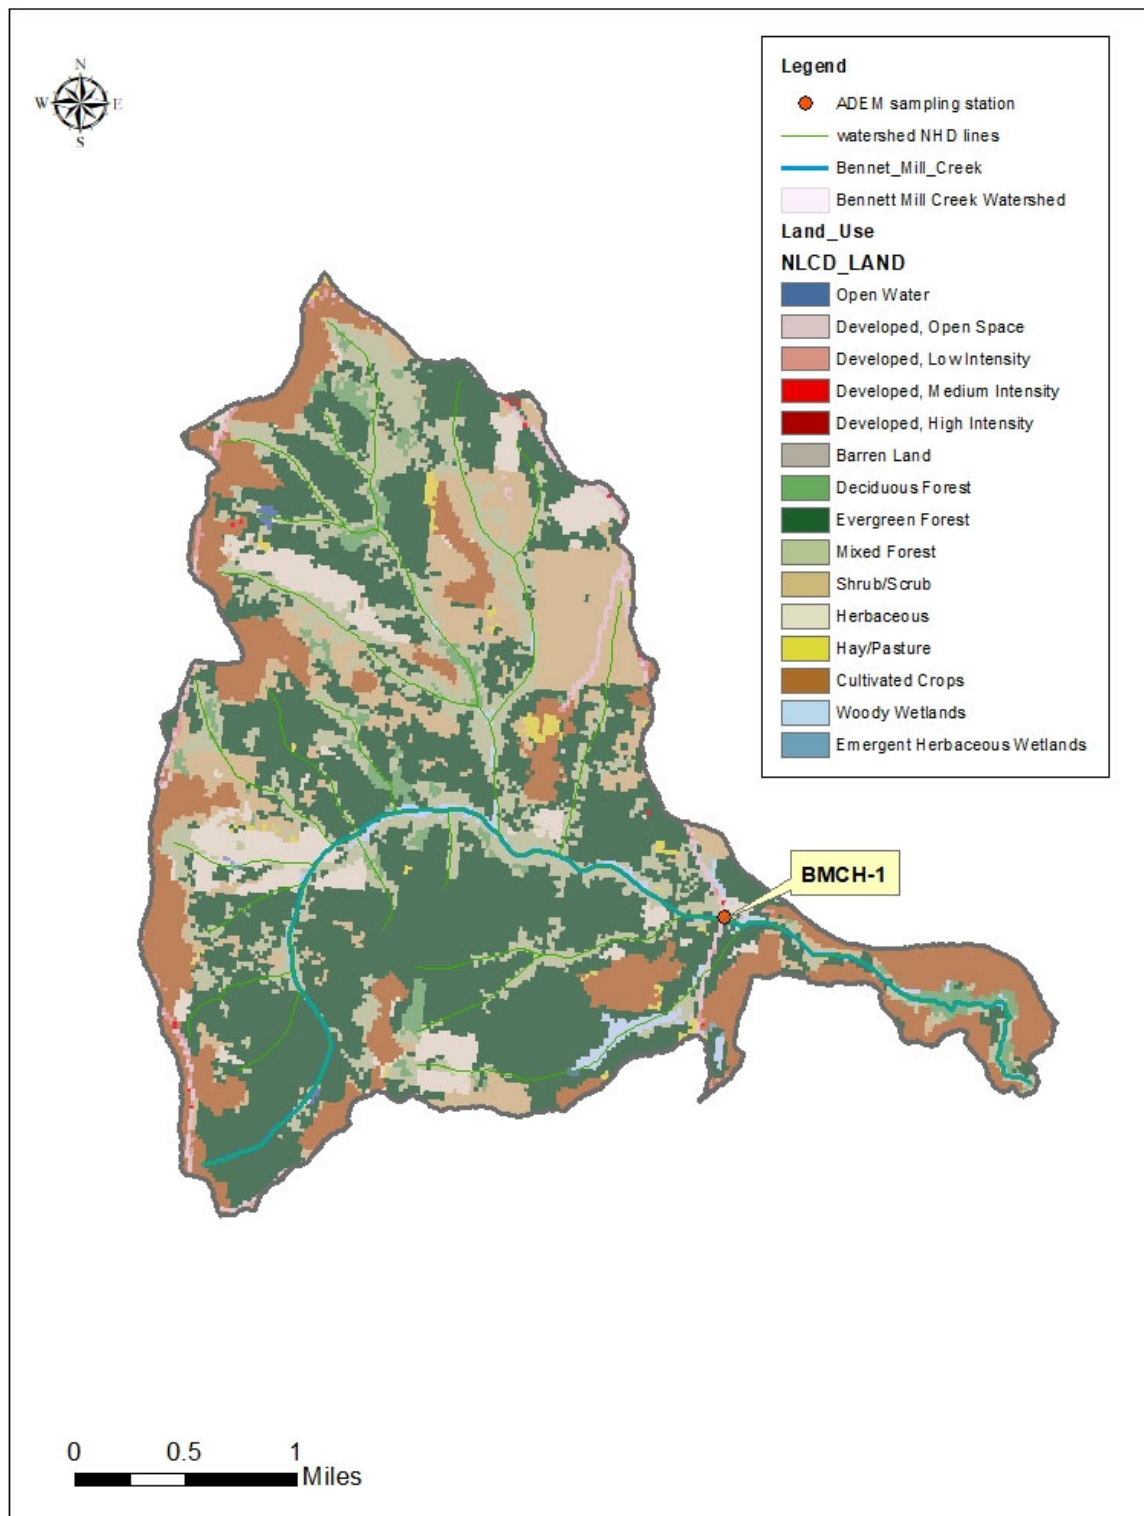 N
W E
S
Legend
ADEM sampling station
watershed NHD lines
Bennet_Mill_Creek
Bennett Mill Creek Watershed
Land_Use
NLCD_LAND
Open Water
Developed, Open Space
Developed, Low Intensity
Developed, Medium Intensity
Developed, High Intensity
Barren Land
Deciduous Forest
Evergreen Forest
Mixed Forest
Shrub/Scrub
Herbaceous
Hay/Pasture
Cultivated Crops
Woody Wetlands
Emergent Herbaceous Wetlands
BMCH-1
0 0.5 1
Miles